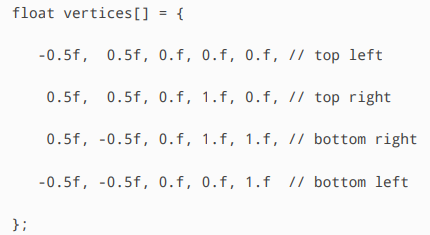 float vertices[] = {
-0.5f,  0.5f, 0.f, 0.f, 0.f, // top left
0.5f,  0.5f, 0.f, 1.f, 0.f, // top right
0.5f, -0.5f, 0.f, 1.f, 1.f, // bottom right
-0.5f, -0.5f, 0.f, 0.f, 1.f  // bottom left
};